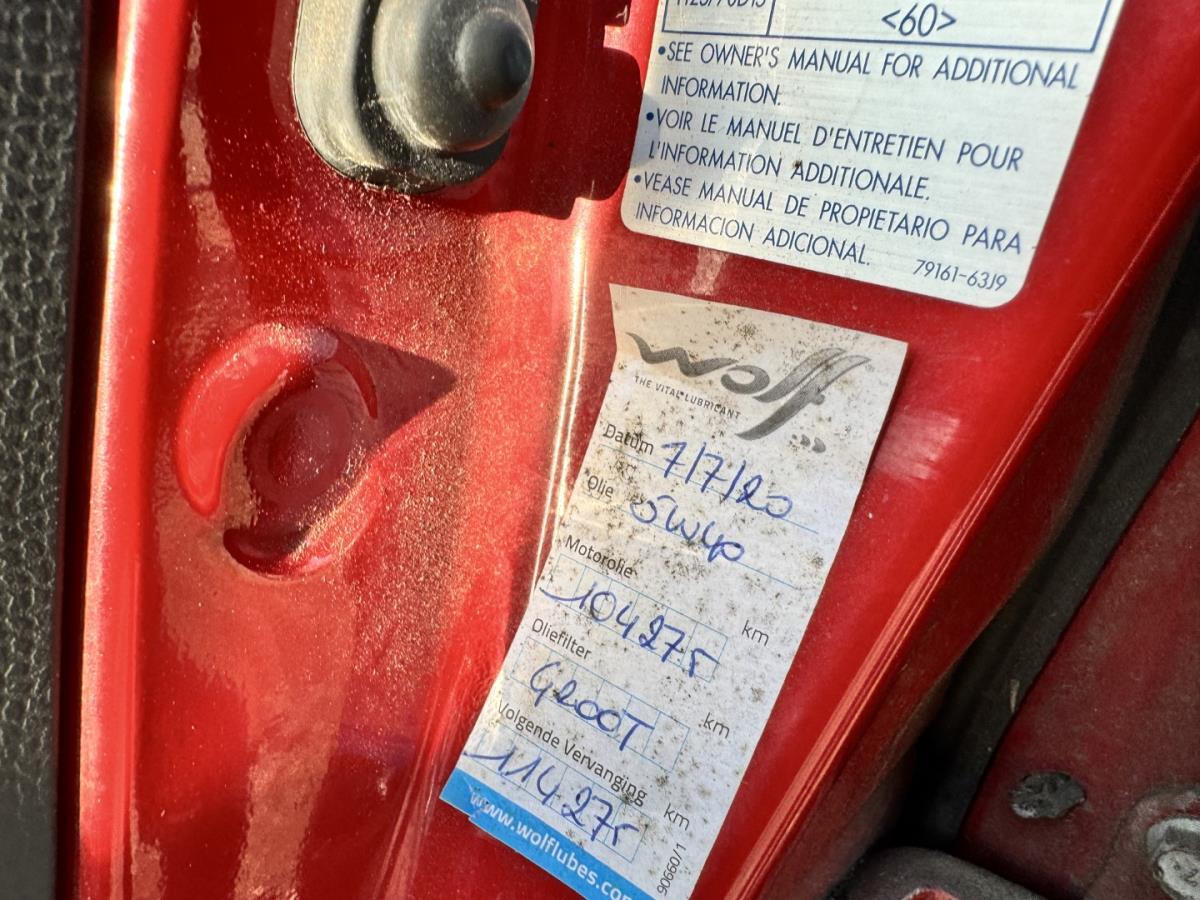 <60>
•SEE OWNER'S MANUAL FOR ADDITIONAL
INFORMATION.
•VOIR LE MANUEL D'ENTRETIEN POUR
L'INFORMATION ADDITIONALE.
•VEASE MANUAL DE PROPIETARIO PARA
INFORMACION ADICIONAL.
79161-63J9
wolf
THE VITAL LUBRICANT
Datum 7/7/20
Olie 5W40
Motorolie
104275 km
Oliefilter
GROOT km
Volgende Vervanging
114275 km
www.wolflubes.com
90660/1